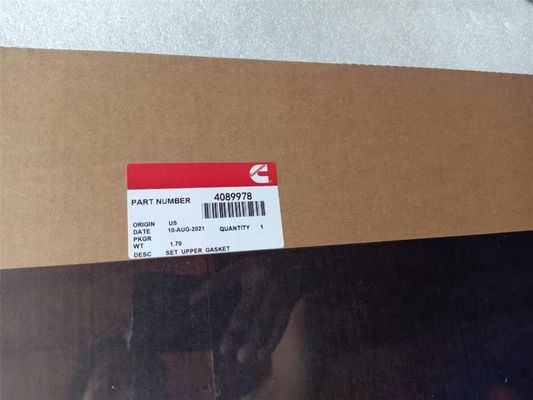 PART NUMBER 4089978
ORIGIN US
DATE 10-AUG-2021 QUANTITY 1
PKGR
WT 1.70
DESC SET UPPER GASKET